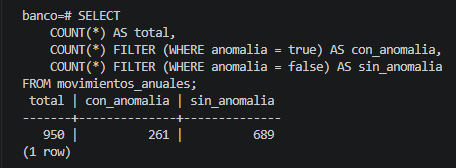 banco=# SELECT
    COUNT(*) AS total,
    COUNT(*) FILTER (WHERE anomalia = true) AS con_anomalia,
    COUNT(*) FILTER (WHERE anomalia = false) AS sin_anomalia
FROM movimientos_anuales;
 total | con_anomalia | sin_anomalia
-------+--------------+--------------
   950 |          261 |          689
(1 row)